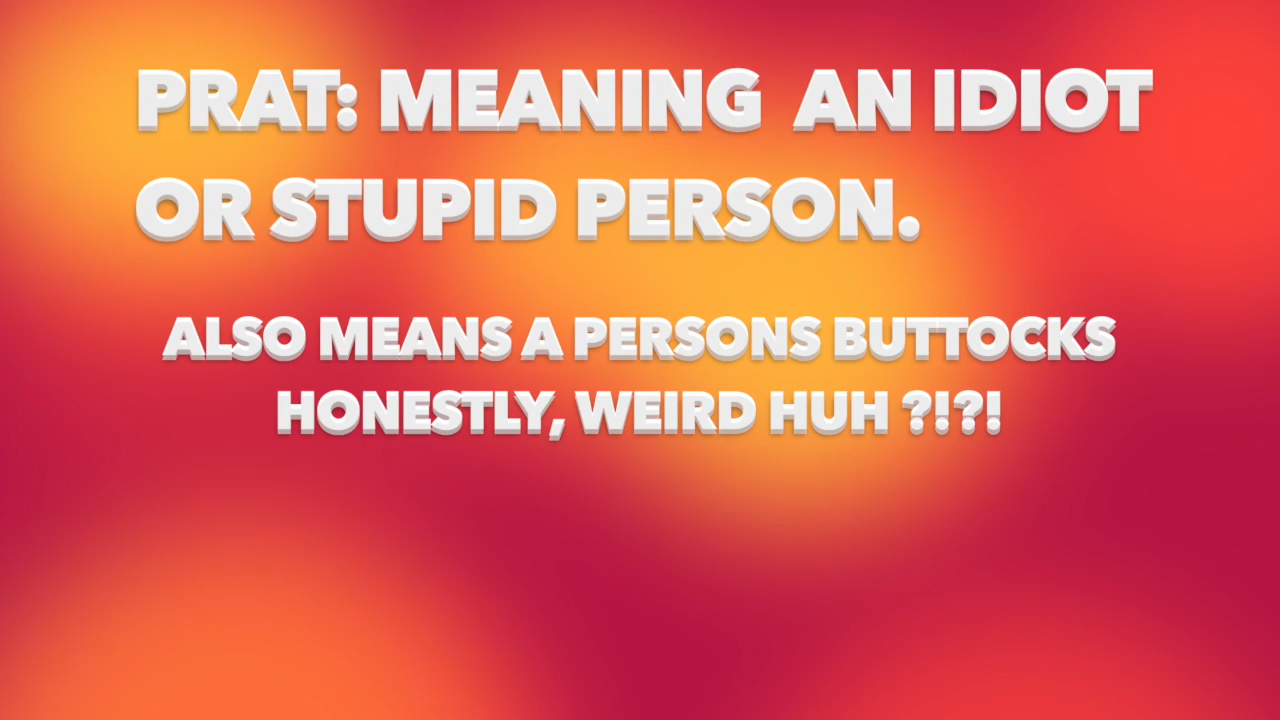 PRAT: MEANING  AN IDIOT
OR STUPID PERSON.
ALSO MEANS A PERSONS BUTTOCKS
HONESTLY, WEIRD HUH ?!?!